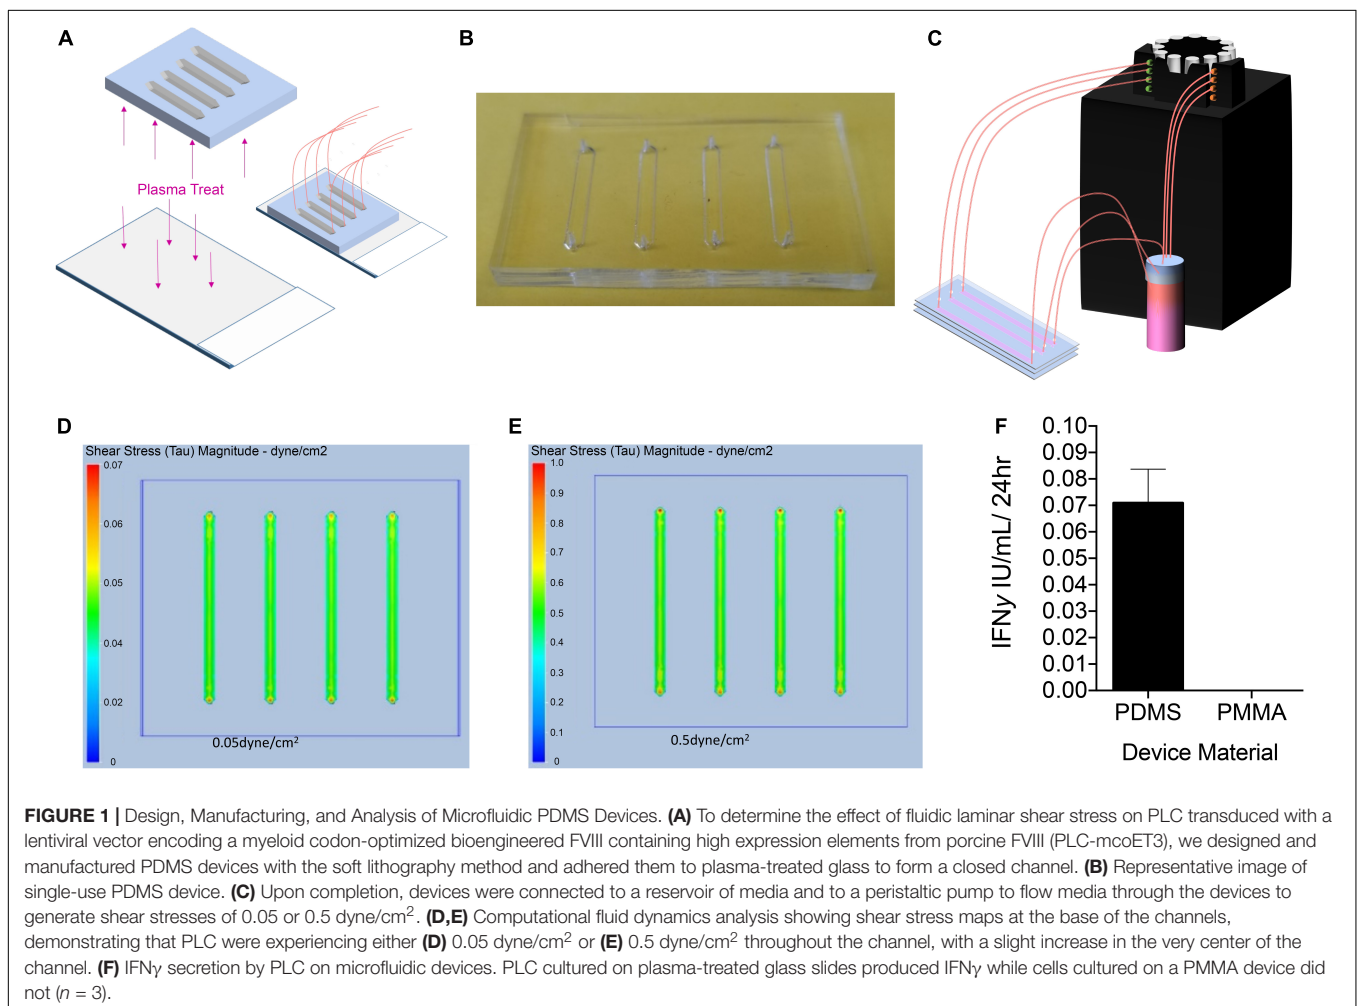 A
B
C
Plasma Treat
D
Shear Stress (Tau) Magnitude - dyne/cm2
0.07
0.06
0.05
0.04
0.02
0
0.05dyne/cm²
E
Shear Stress (Tau) Magnitude - dyne/cm2
1.0
0.9
0.8
0.7
0.6
0.5
0.4
0.3
0.2
0.1
0
0.5dyne/cm²
F
IFNγ IU/mL/ 24hr
0.10
0.09
0.08
0.07
0.06
0.05
0.04
0.03
0.02
0.01
0.00
PDMS PMMA
Device Material
FIGURE 1 | Design, Manufacturing, and Analysis of Microfluidic PDMS Devices. (A) To determine the effect of fluidic laminar shear stress on PLC transduced with a
lentiviral vector encoding a myeloid codon-optimized bioengineered FVIII containing high expression elements from porcine FVIII (PLC-mcoET3), we designed and
manufactured PDMS devices with the soft lithography method and adhered them to plasma-treated glass to form a closed channel. (B) Representative image of
single-use PDMS device. (C) Upon completion, devices were connected to a reservoir of media and to a peristaltic pump to flow media through the devices to
generate shear stresses of 0.05 or 0.5 dyne/cm². (D,E) Computational fluid dynamics analysis showing shear stress maps at the base of the channels,
demonstrating that PLC were experiencing either (D) 0.05 dyne/cm² or (E) 0.5 dyne/cm² throughout the channel, with a slight increase in the very center of the
channel. (F) IFNγ secretion by PLC on microfluidic devices. PLC cultured on plasma-treated glass slides produced IFNγ while cells cultured on a PMMA device did
not (n = 3).